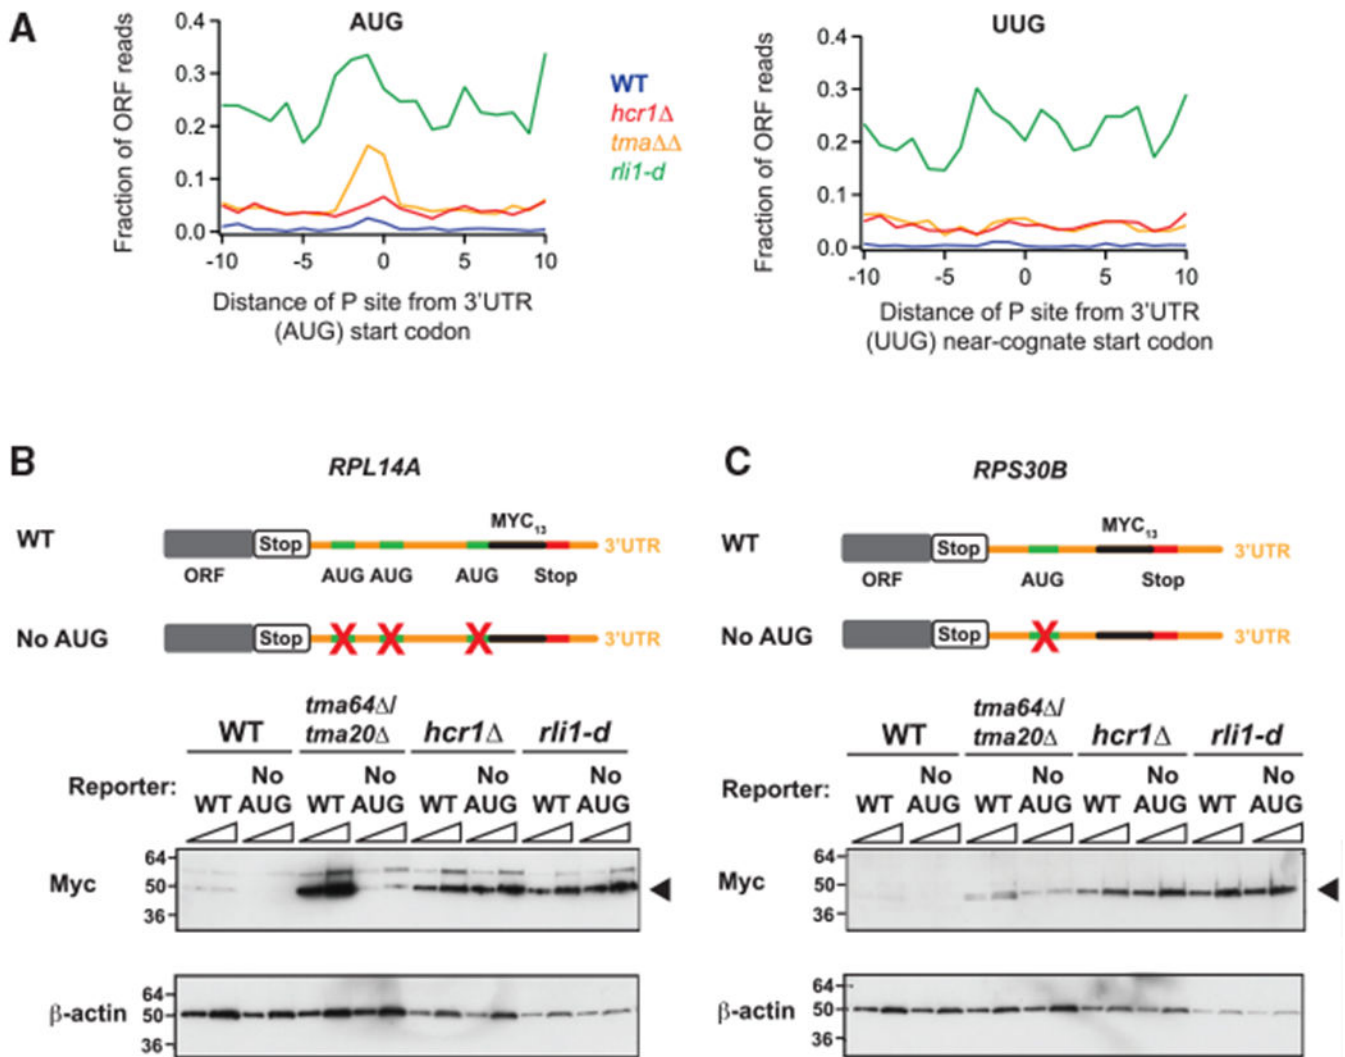 A
AUG
Fraction of ORF reads
0.4
0.3
0.2
0.1
0.0
-10 -5 0 5 10
Distance of P site from 3'UTR
(AUG) start codon
WT
hcr1Δ
tmaΔΔ
rli1-d
UUG
Fraction of ORF reads
0.4
0.3
0.2
0.1
0.0
-10 -5 0 5 10
Distance of P site from 3'UTR
(UUG) near-cognate start codon
B
RPL14A
MYC13
WT Stop 3'UTR
ORF AUG AUG AUG Stop
No AUG Stop 3'UTR
tma64Δ/
WT tma20Δ hcr1Δ rli1-d
No No No No
Reporter: WT AUG WT AUG WT AUG WT AUG
64
Myc 50
36
64
β-actin 50
36
C
RPS30B
MYC13
WT Stop 3'UTR
ORF AUG Stop
No AUG Stop 3'UTR
tma64Δ/
WT tma20Δ hcr1Δ rli1-d
No No No No
Reporter: WT AUG WT AUG WT AUG WT AUG
64
Myc 50
36
64
β-actin 50
36